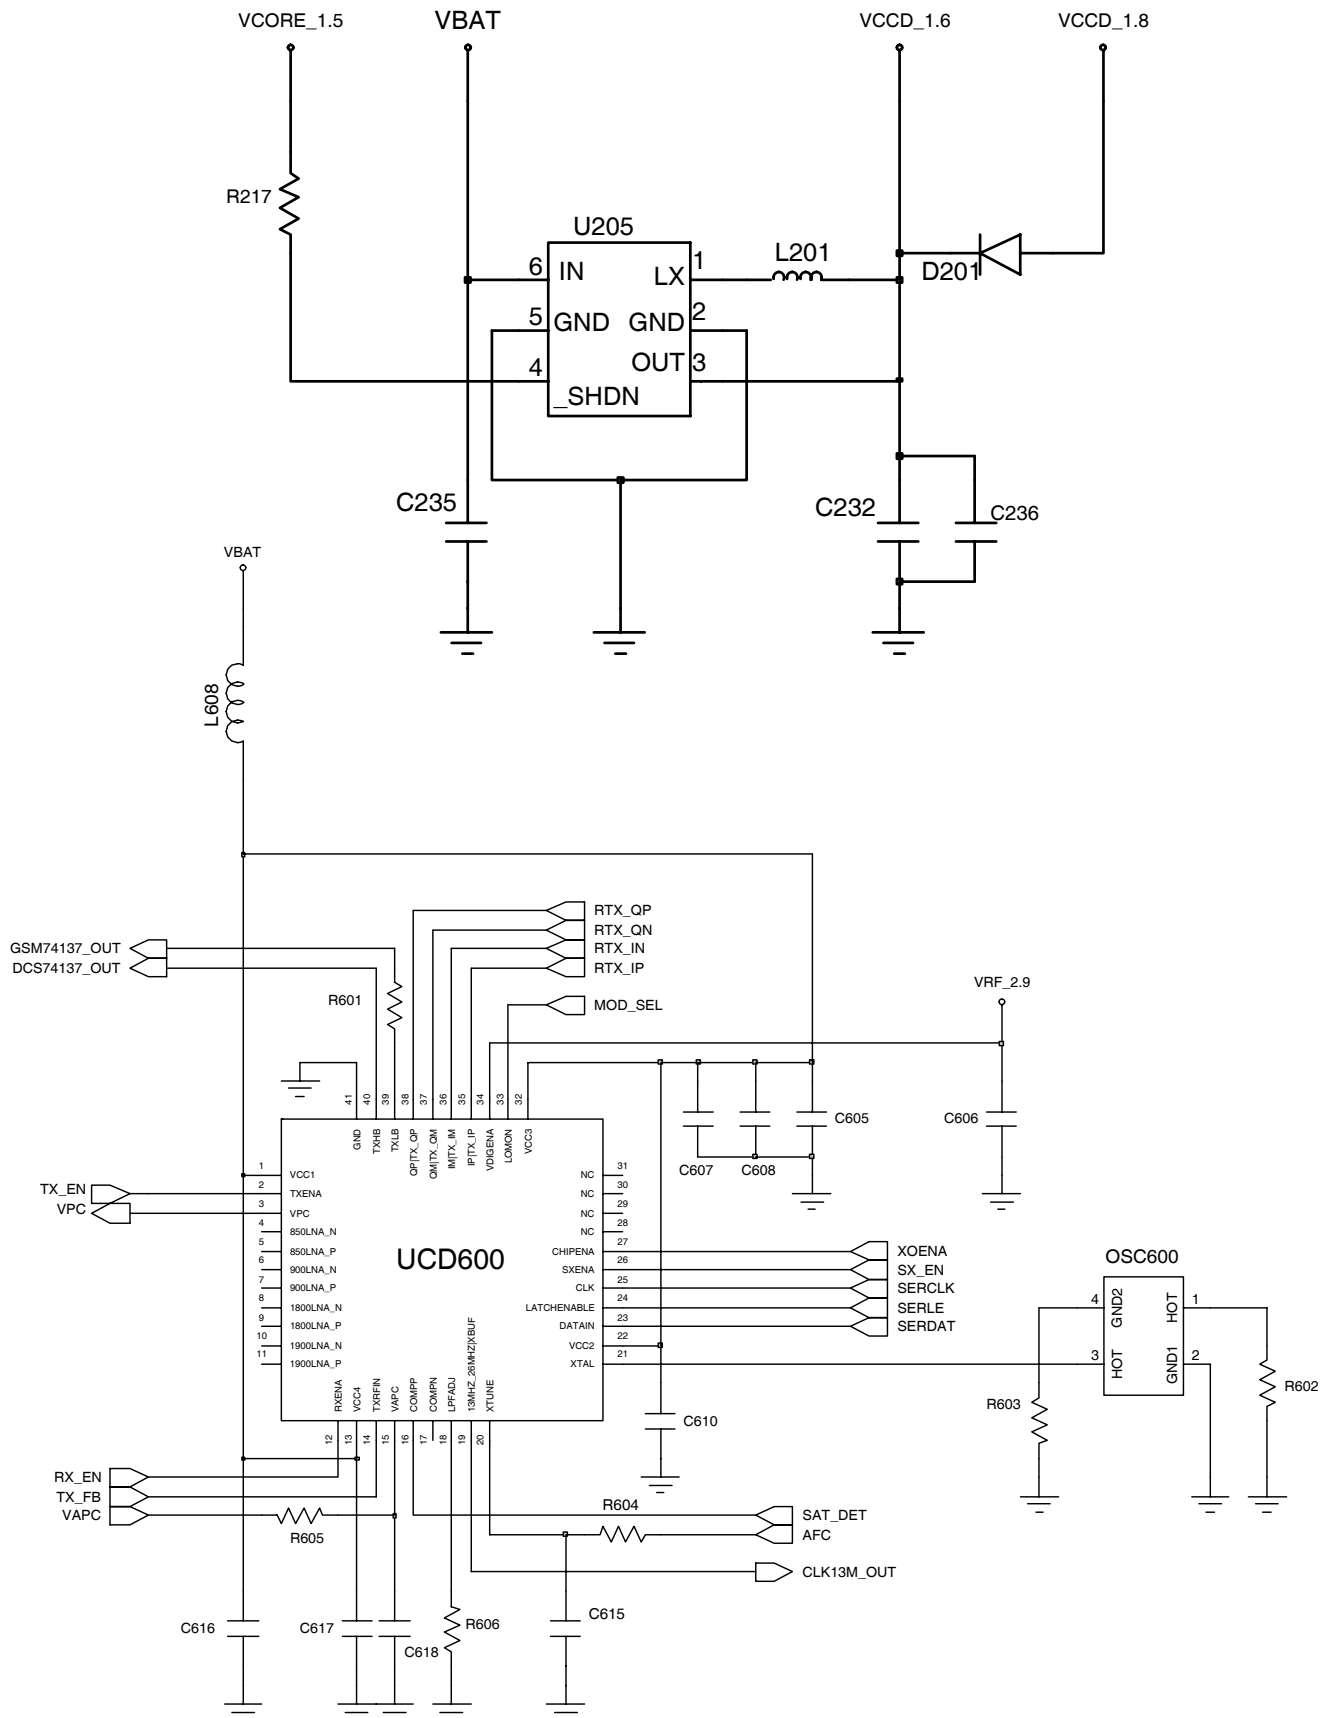 VCORE_1.5
VBAT
VCCD_1.6
VCCD_1.8
R217
U205
L201
D201
6
IN
LX
1
5
GND
GND
2
4
_SHDN
OUT
3
C235
C232
C236
VBAT
L608
GSM74137_OUT
DCS74137_OUT
RTX_QP
RTX_QN
RTX_IN
RTX_IP
MOD_SEL
R601
VRF_2.9
41
40
39
38
37
36
35
34
33
32
GND
TXHB
TXLB
QP|TX_QP
QM|TX_QM
IM|TX_IM
IP|TX_IP
VDIGENA
LOMON
VCC3
C607
C608
C605
C606
TX_EN
VPC
1
VCC1
2
TXENA
3
VPC
4
850LNA_N
5
850LNA_P
6
900LNA_N
7
900LNA_P
8
1800LNA_N
9
1800LNA_P
10
1900LNA_N
11
1900LNA_P
UCD600
NC
31
NC
30
NC
29
NC
28
CHIPENA
27
XOENA
SXENA
26
SX_EN
CLK
25
SERCLK
LATCHENABLE
24
SERLE
DATAIN
23
SERDAT
VCC2
22
XTAL
21
OSC600
4
GND2
HOT
1
3
HOT
GND1
2
R603
R602
RXENA
VCC4
TXRFIN
VAPC
COMPP
COMPN
LPFADJ
13MHZ_26MHZ|XBUF
XTUNE
12
13
14
15
16
17
18
19
20
C610
RX_EN
TX_FB
VAPC
R605
R604
SAT_DET
AFC
CLK13M_OUT
C616
C617
C618
R606
C615